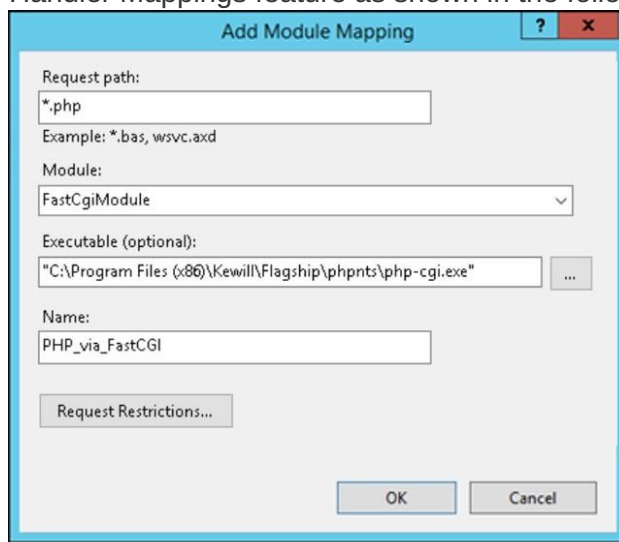 Handler Mappings feature as shown in the follo
Add Module Mapping
? x
Request path:
*.php
Example: *.bas, wsvc.axd
Module:
FastCgiModule
Executable (optional):
"C:\Program Files (x86)\Kewill\Flagship\phpnts\php-cgi.exe"
...
Name:
PHP_via_FastCGI
Request Restrictions...
OK Cancel